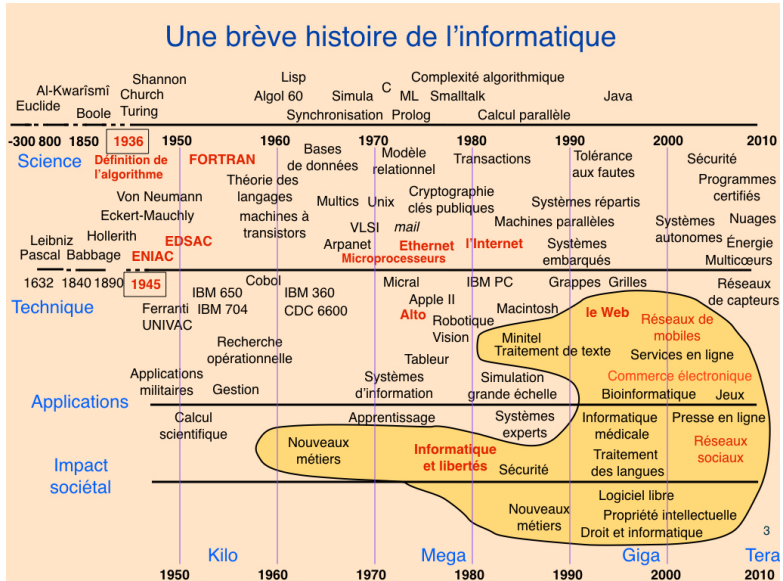 Une brève histoire de l'informatique
Shannon
Lisp
Complexité algorithmique
Al-Kwarîsmî
Church
Algol 60
Simula
C
ML
Smalltalk
Java
Euclide
Boole
Turing
Synchronisation
Prolog
Calcul parallèle
-300 800 1850 1936 1950 1960 1970 1980 1990 2000 2010
Science
Définition de
l'algorithme
FORTRAN
Bases
de données
Modèle
relationnel
Transactions
Tolérance
aux fautes
Sécurité
Théorie des
langages
Programmes
certifiés
Von Neumann
Multics
Unix
Cryptographie
clés publiques
Systèmes répartis
Eckert-Mauchly
machines à
transistors
VLSI
mail
Machines parallèles
Systèmes
autonomes
Nuages
Leibniz
Hollerith
EDSAC
Arpanet
Ethernet
l'Internet
Systèmes
embarqués
Énergie
Pascal
Babbage
ENIAC
Microprocesseurs
Multicœurs
1632 1840 1890 1945
Cobol
Micral
IBM PC
Grappes
Grilles
Réseaux
de capteurs
Technique
Ferranti
UNIVAC
IBM 650
IBM 704
IBM 360
CDC 6600
Apple II
Alto
Macintosh
le Web
Réseaux de
mobiles
Robotique
Vision
Minitel
Traitement de texte
Services en ligne
Recherche
opérationnelle
Tableur
Applications
militaires
Gestion
Systèmes
d'information
Simulation
grande échelle
Commerce électronique
Bioinformatique
Jeux
Applications
Calcul
scientifique
Apprentissage
Systèmes
experts
Informatique
médicale
Presse en ligne
Nouveaux
métiers
Informatique
et libertés
Sécurité
Traitement
des langues
Réseaux
sociaux
Impact
sociétal
Nouveaux
métiers
Logiciel libre
Propriété intellectuelle
Droit et informatique
3
Kilo
Mega
Giga
Tera
1950 1960 1970 1980 1990 2000 2010